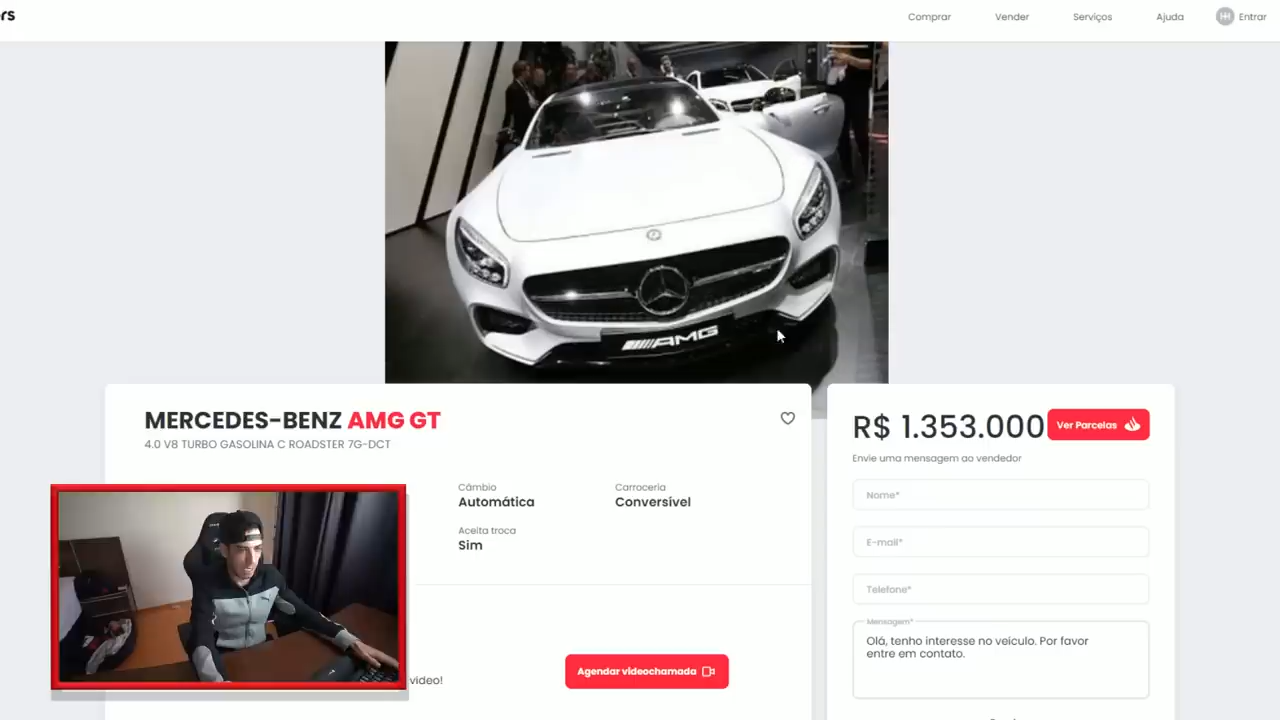 rs
Comprar
Vender
Serviços
Ajuda
Entrar
AMG
MERCEDES-BENZ AMG GT
4.0 V8 TURBO GASOLINA C ROADSTER 7G-DCT
Câmbio
Automática
Carroceria
Conversível
Aceita troca
Sim
video!
Agendar videochamada
R$ 1.353.000
Ver Parcelas
Envie uma mensagem ao vendedor
Nome*
E-mail*
Telefone*
Mensagem*
Olá, tenho interesse no veículo. Por favor
entre em contato.